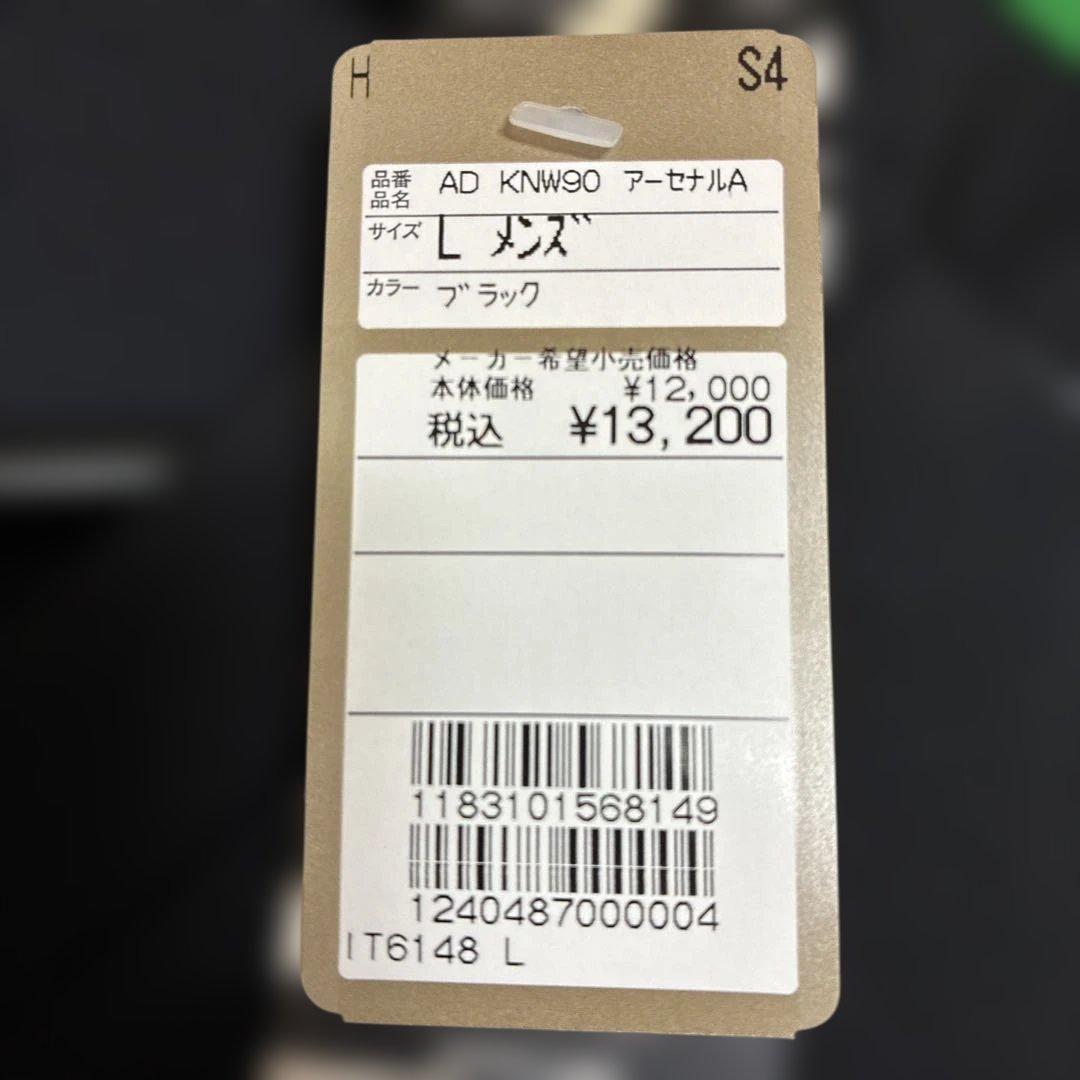 H S4
品番 AD KNW90 アーセナルA
品名
サイズ L メンズ
カラー ブラック
メーカー希望小売価格
本体価格 ¥12,000
税込 ¥13,200
1183101568149
1240487000004
IT6148 L